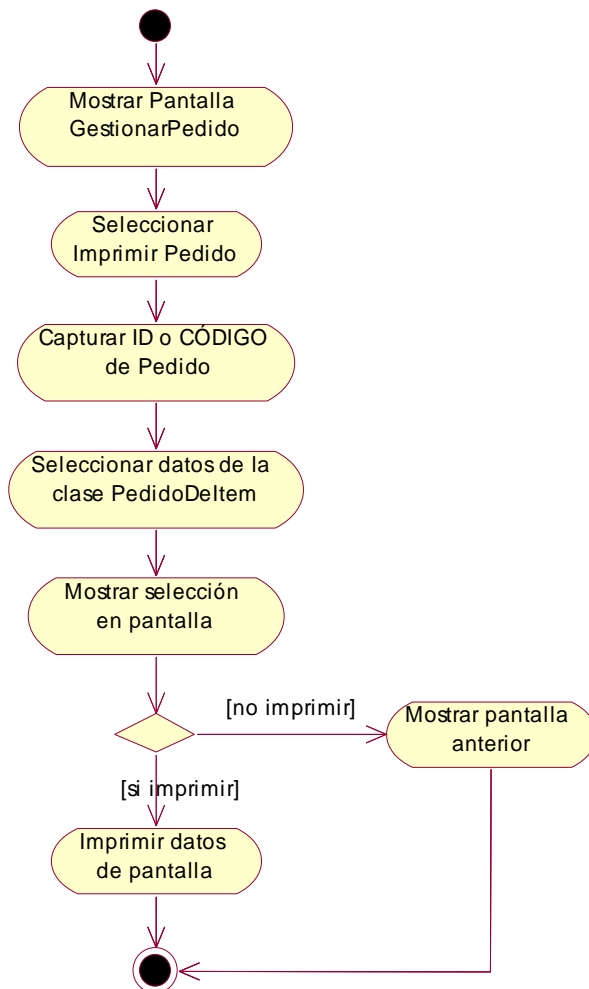 Mostrar Pantalla
GestionarPedido
Seleccionar
Imprimir Pedido
Capturar ID o CÓDIGO
de Pedido
Seleccionar datos de la
clase PedidoDeItem
Mostrar selección
en pantalla
[no imprimir]
Mostrar pantalla
anterior
[si imprimir]
Imprimir datos
de pantalla